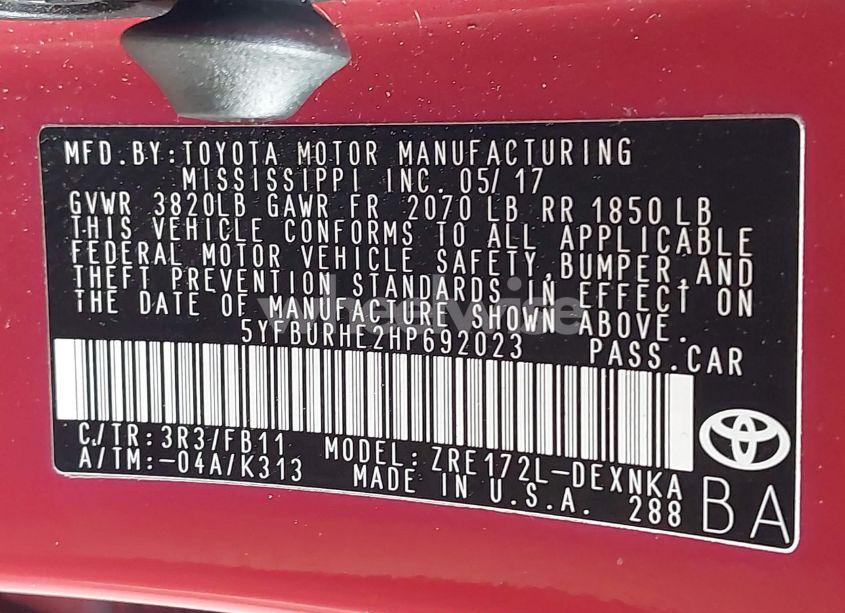 MFD.BY:TOYOTA MOTOR MANUFACTURING
MISSISSIPPI INC. 05/17
GVWR 3820LB GAWR FR 2070 LB RR 1850 LB
THIS VEHICLE CONFORMS TO ALL APPLICABLE
FEDERAL MOTOR VEHICLE SAFETY,BUMPER,AND
THEFT PREVENTION STANDARDS IN EFFECT ON
THE DATE OF MANUFACTURE SHOWN ABOVE.
wheelwise
5YFBURHE2HP692023 PASS.CAR
C/TR:3R3/FB11 MODEL:ZRE172L-DEXNKA
A/TM:-04A/K313 MADE IN U.S.A. 288
BA